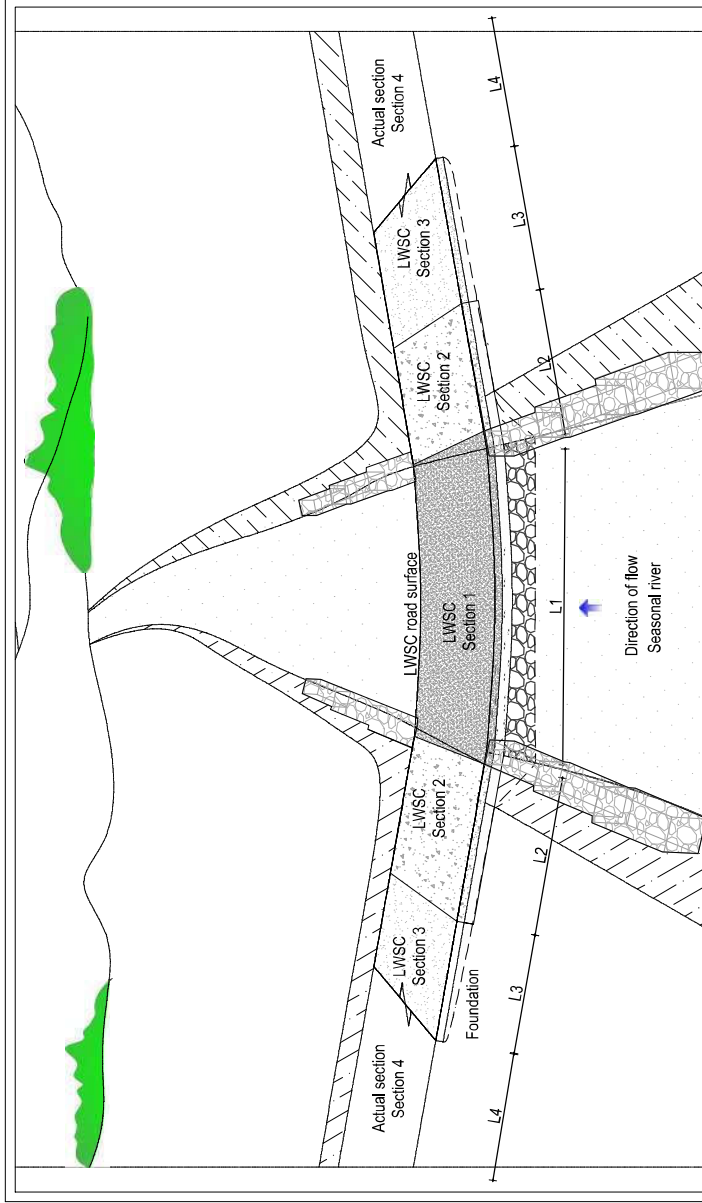 Actual section
Section 4
LWSC
Section 3
LWSC
Section 2
LWSC road surface
LWSC
Section 1
LWSC
Section 2
LWSC
Section 3
Actual section
Section 4
Foundation
L4
L3
L2
L1
L2
L3
L4
Direction of flow
Seasonal river